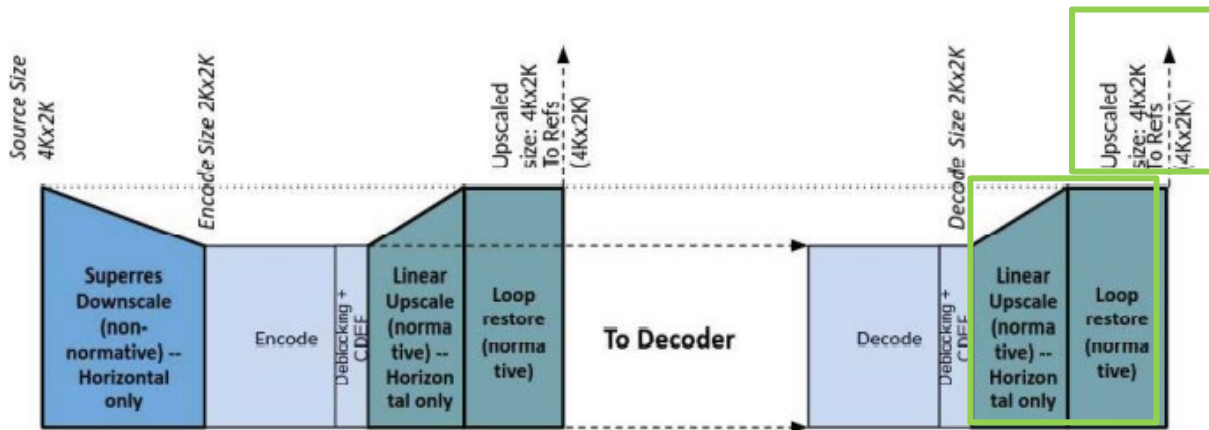 Source Size
4Kx2K
Encode Size 2Kx2K
Upscaled
size: 4Kx2K
To Refs
(4Kx2K)
Decode Size 2Kx2K
Upscaled
size: 4Kx2K
To Refs
(4Kx2K)
Superres
Downscale
(non-
normative) --
Horizontal
only
Encode
Deblocking +
CDEF
Linear
Upscale
(norma
tive) --
Horizon
tal only
Loop
restore
(norma
tive)
To Decoder
Decode
Deblocking +
CDEF
Linear
Upscale
(norma
tive) --
Horizon
tal only
Loop
restore
(norma
tive)